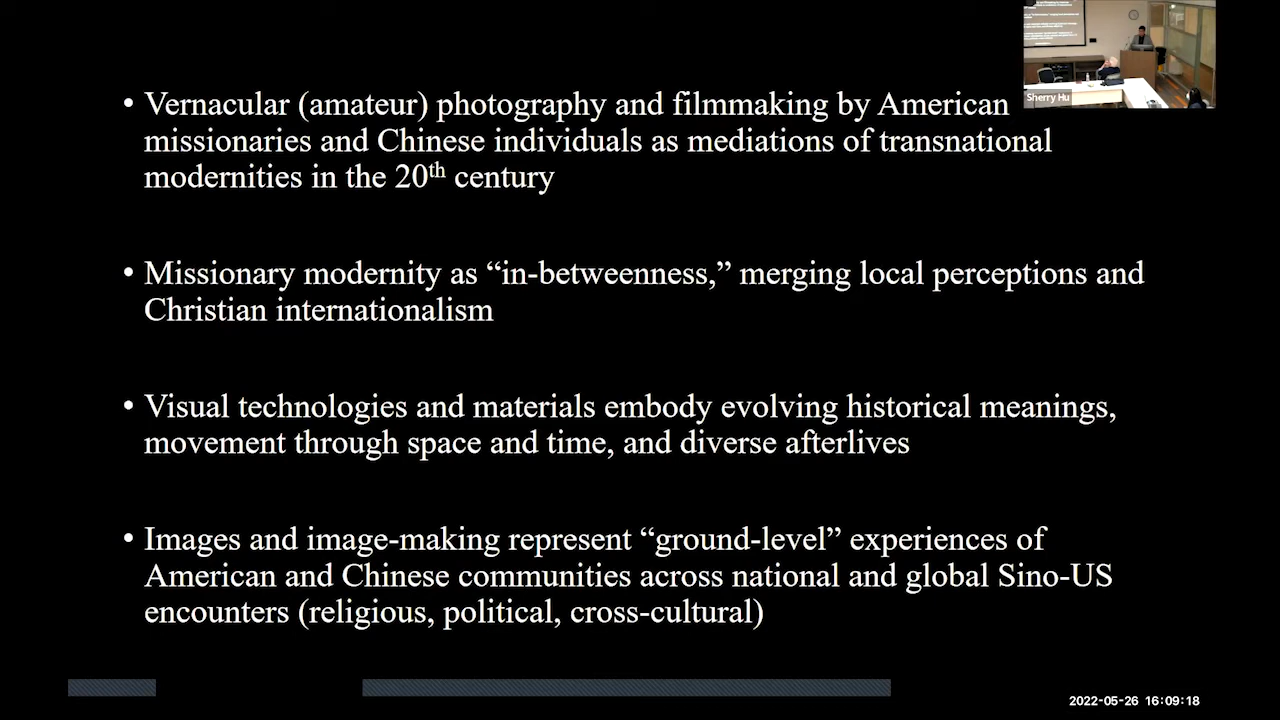 • Vernacular (amateur) photography and filmmaking by American
missionaries and Chinese individuals as mediations of transnational
modernities in the 20th century
• Missionary modernity as “in-betweenness,” merging local perceptions and
Christian internationalism
• Visual technologies and materials embody evolving historical meanings,
movement through space and time, and diverse afterlives
• Images and image-making represent “ground-level” experiences of
American and Chinese communities across national and global Sino-US
encounters (religious, political, cross-cultural)
Sherry Hu
2022-05-26 16:09:18